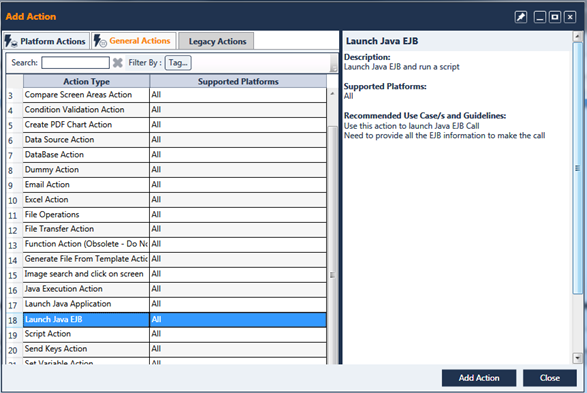 Add Action
Platform Actions General Actions Legacy Actions
Search: Filter By : Tag...
Action Type Supported Platforms
3 Compare Screen Areas Action All
4 Condition Validation Action All
5 Create PDF Chart Action All
6 Data Source Action All
7 DataBase Action All
8 Dummy Action All
9 Email Action All
10 Excel Action All
11 File Operations All
12 File Transfer Action All
13 Function Action (Obsolete - Do No All
14 Generate File From Template Actio All
15 Image search and click on screen All
16 Java Execution Action All
17 Launch Java Application All
18 Launch Java EJB All
19 Script Action All
20 Send Keys Action All
21 Set Variable Action All
Launch Java EJB
Description:
Launch Java EJB and run a script
Supported Platforms:
All
Recommended Use Case/s and Guidelines:
Use this action to launch Java EJB Call
Need to provide all the EJB information to make the call
Add Action Close